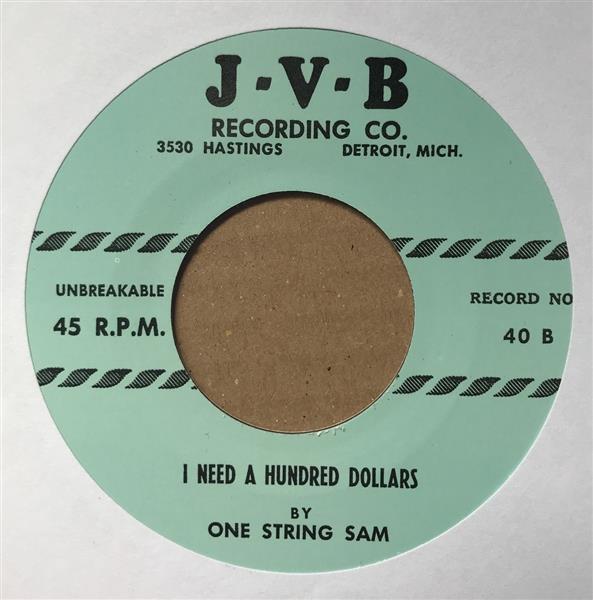 J-V-B
RECORDING CO.
3530 HASTINGS DETROIT, MICH.
UNBREAKABLE
45 R.P.M.
RECORD NO
40 B
I NEED A HUNDRED DOLLARS
BY
ONE STRING SAM